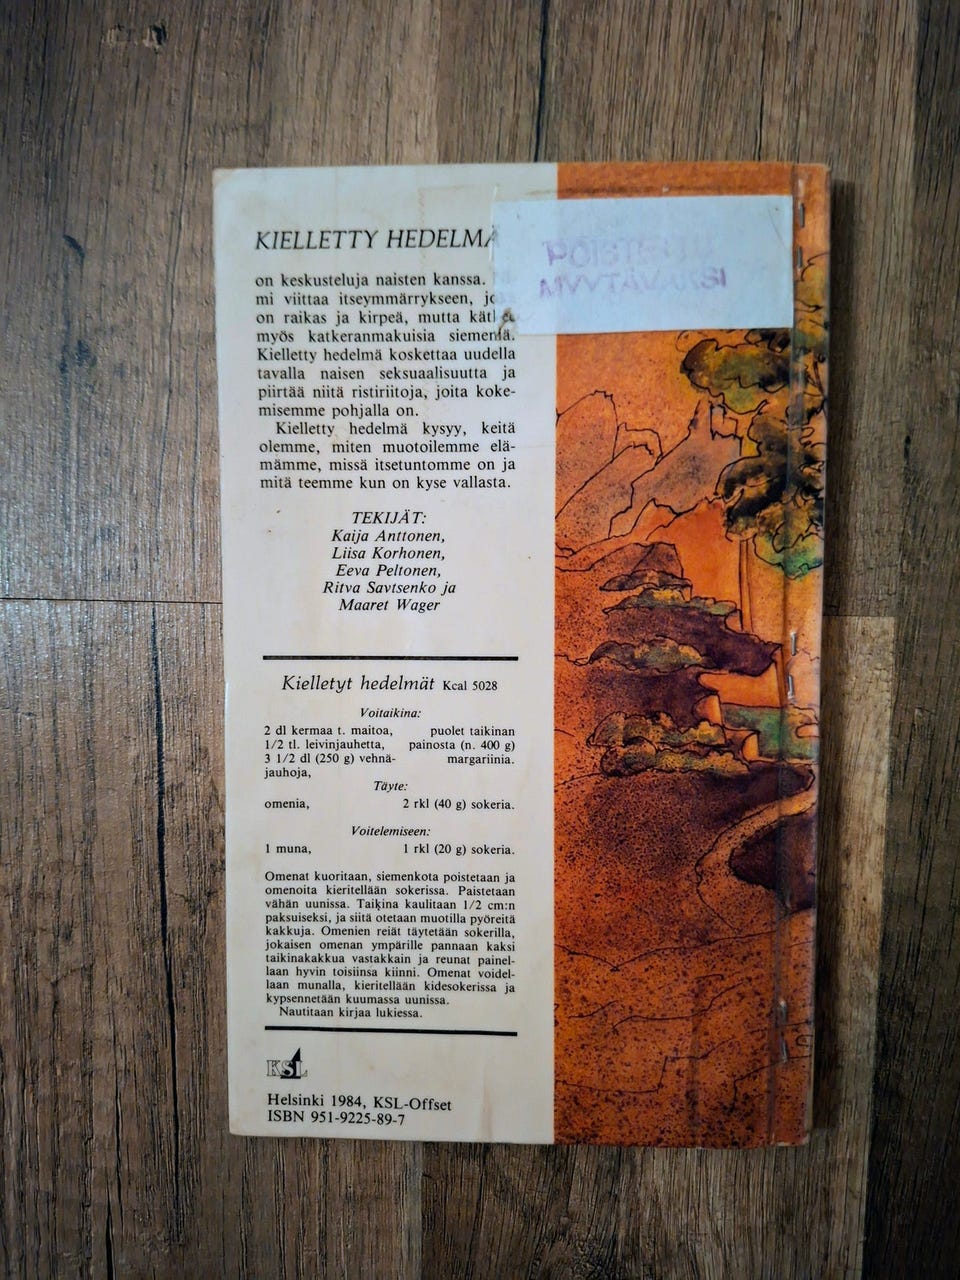 KIELLETTY HEDELMÄ
on keskusteluja naisten kanssa.
mi viittaa itseymmärrykseen,
on raikas ja kirpeä, mutta
myös katkeranmakuisia siemeniä.
Kielletty hedelmä koskettaa uudella
tavalla naisen seksuaalisuutta ja
piirtää niitä ristiriitoja, joita koke-
misemme pohjalla on.
Kielletty hedelmä kysyy, keitä
olemme, miten muotoilemme elä-
mämme, missä itsetuntomme on ja
mitä teemme kun on kyse vallasta.
TEKIJÄT:
Kaija Anttonen,
Liisa Korhonen,
Eeva Peltonen,
Ritva Savtsenko ja
Maaret Wager
Kielletyt hedelmät Kcal 5028
Voitaikina:
2 dl kermaa t. maitoa, puolet taikinan
1/2 tl. leivinjauhetta, painosta (n. 400 g)
3 1/2 dl (250 g) vehnä- margariinia.
jauhoja,
Täyte:
omenia, 2 rkl (40 g) sokeria.
Voitelemiseen:
1 muna, 1 rkl (20 g) sokeria.
Omenat kuoritaan, siemenkota poistetaan ja
omenoita kieritellään sokerissa. Paistetaan
vähän uunissa. Taikina kaulitaan 1/2 cm:n
paksuiseksi, ja siitä otetaan muotilla pyöreitä
kakkuja. Omenien reiät täytetään sokerilla,
jokaisen omenan ympärille pannaan kaksi
taikinakakkua vastakkain ja reunat painel-
laan hyvin toisiinsa kiinni. Omenat voidel-
laan munalla, kieritellään kidesokerissa ja
kypsennetään kuumassa uunissa.
Nautitaan kirjaa lukiessa.
KSL
Helsinki 1984, KSL-Offset
ISBN 951-9225-89-7
POISTETTU
MYYTÄVÄKSI